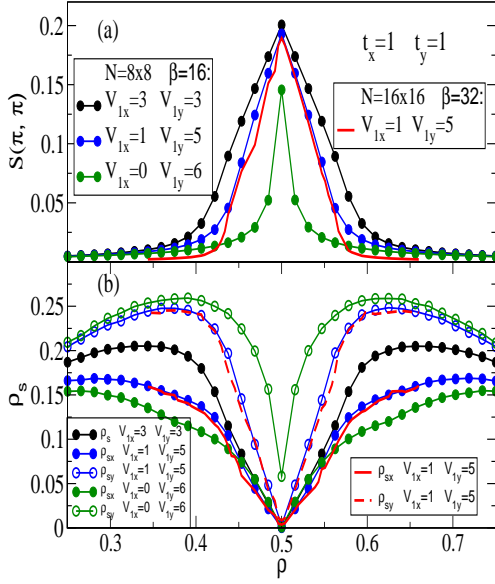 (a)
t_x=1 t_y=1
N=8x8 β=16:
V_1x=3 V_1y=3
V_1x=1 V_1y=5
V_1x=0 V_1y=6
N=16x16 β=32:
V_1x=1 V_1y=5
S(π, π)
0.2
0.15
0.1
0.05
(b)
ρ_s
0.25
0.2
0.15
0.1
0.05
0
ρ_s V_1x=3 V_1y=3
ρ_sx V_1x=1 V_1y=5
ρ_sy V_1x=1 V_1y=5
ρ_sx V_1x=0 V_1y=6
ρ_sy V_1x=0 V_1y=6
ρ_sx V_1x=1 V_1y=5
ρ_sy V_1x=1 V_1y=5
0.3 0.4 0.5 0.6 0.7
ρ